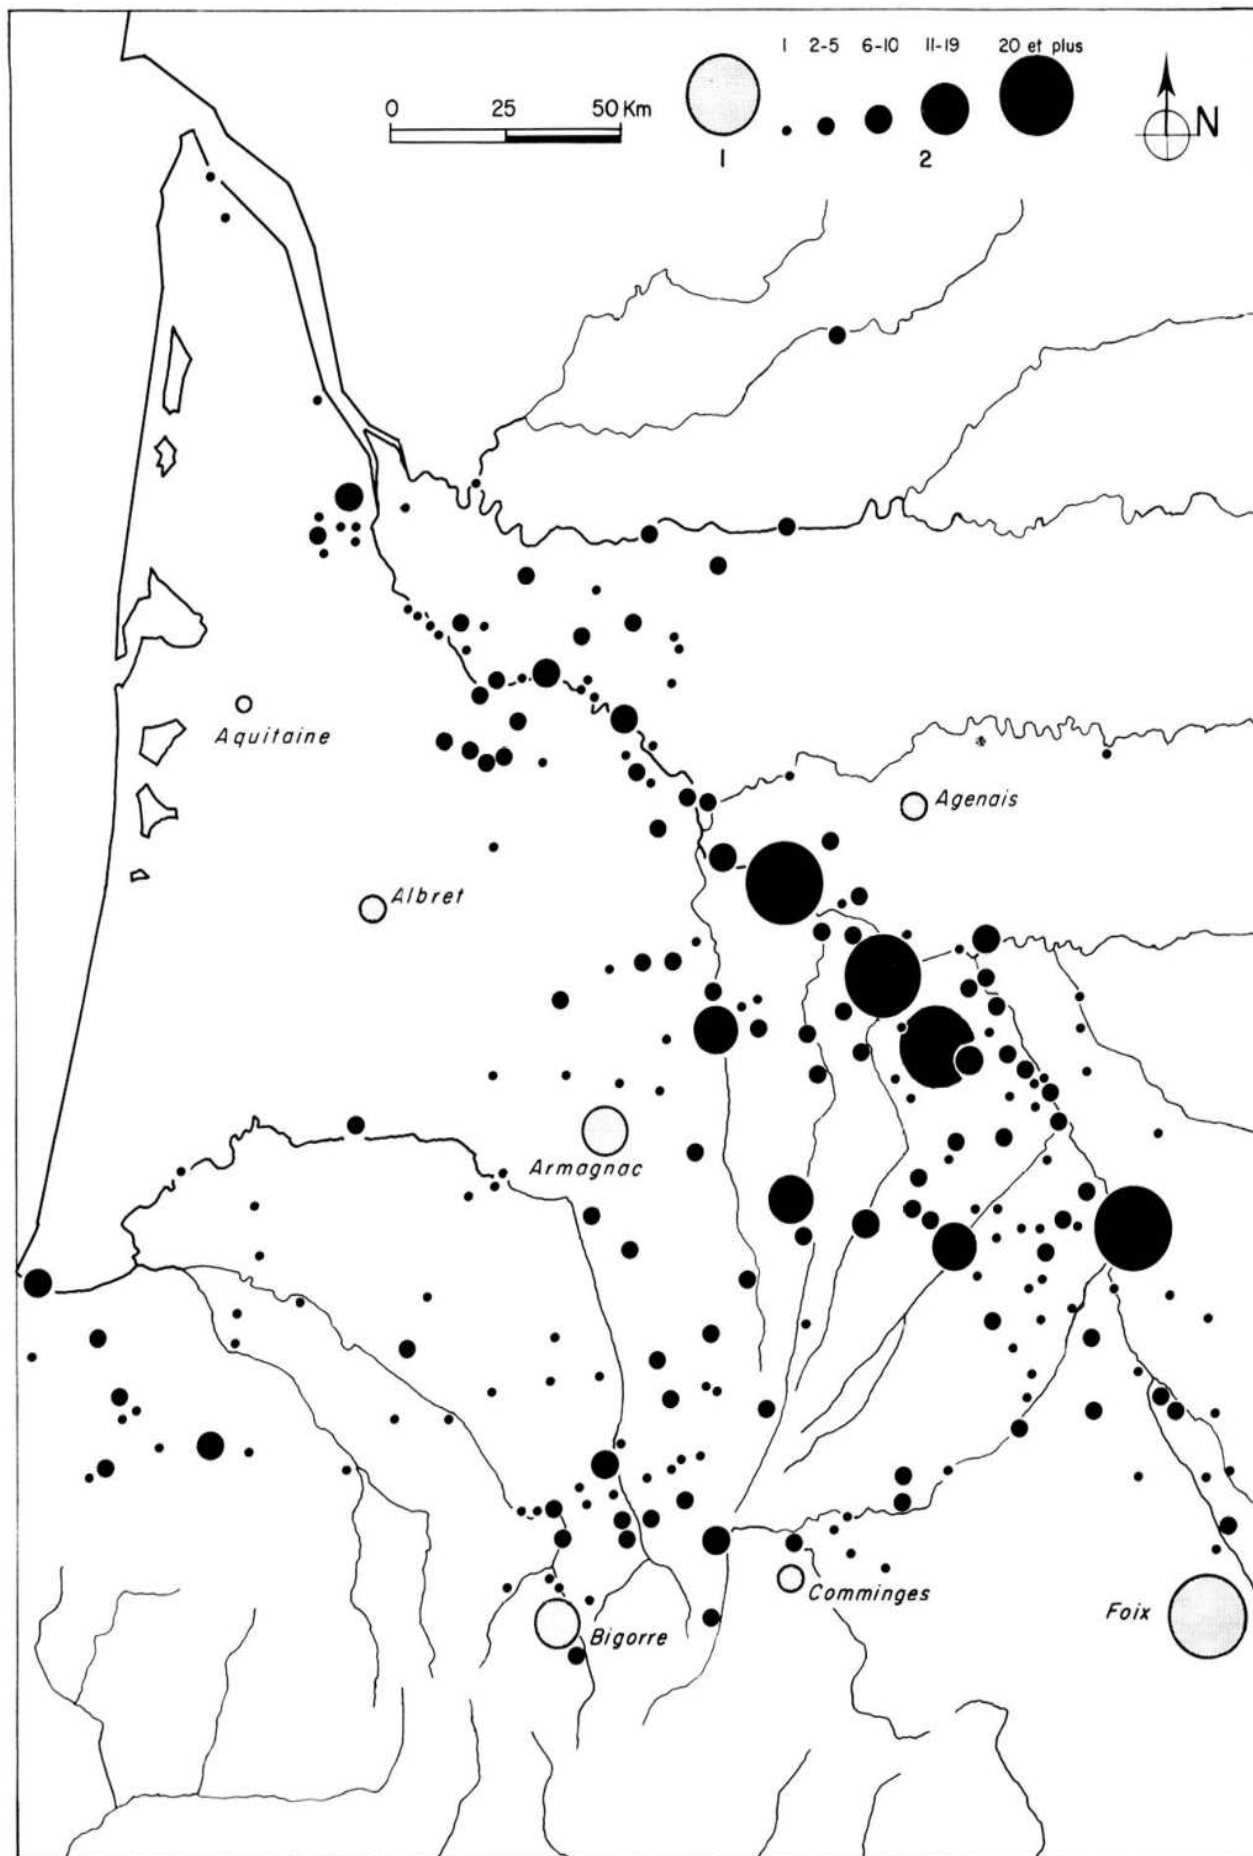 1 2-5 6-10 11-19 20 et plus
0 25 50 Km
N
1 2
Aquitaine
Agenais
Albret
Armagnac
Comminges
Foix
Bigorre